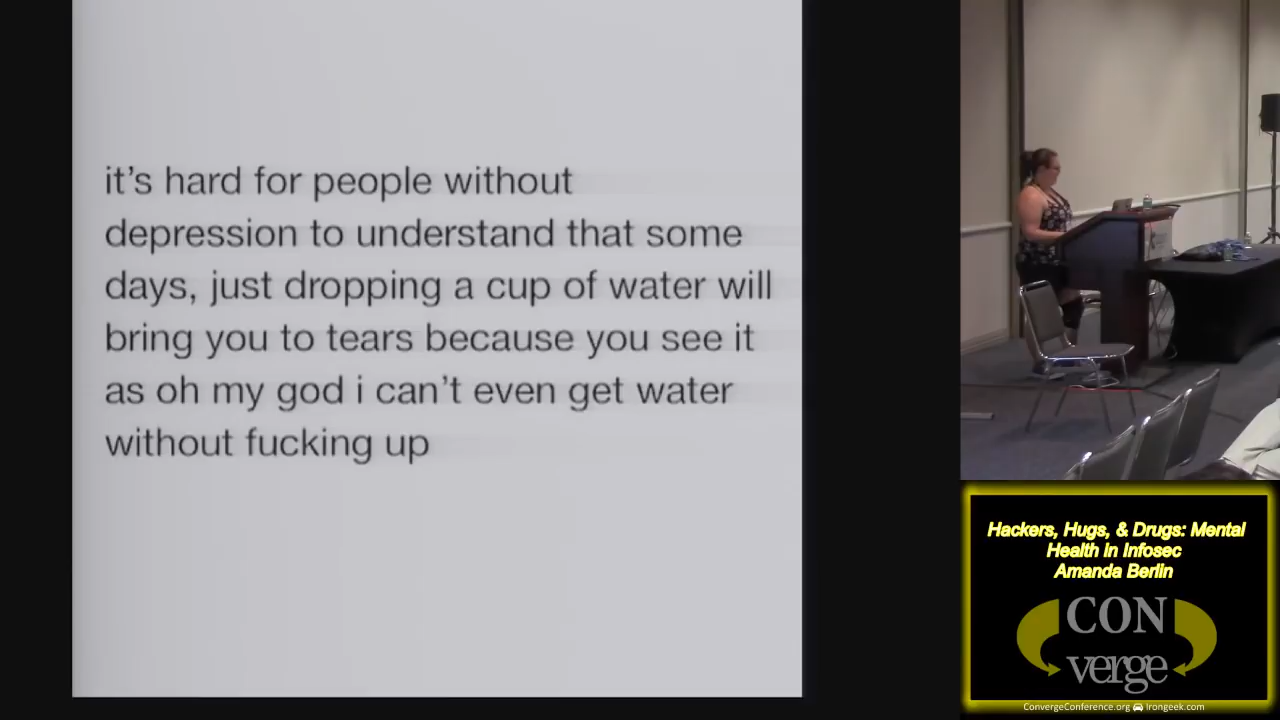 it's hard for people without
depression to understand that some
days, just dropping a cup of water will
bring you to tears because you see it
as oh my god i can't even get water
without fucking up
Hackers, Hugs, & Drugs: Mental
Health in Infosec
Amanda Berlin
CON
verge
ConvergeConference.org Irongeek.com